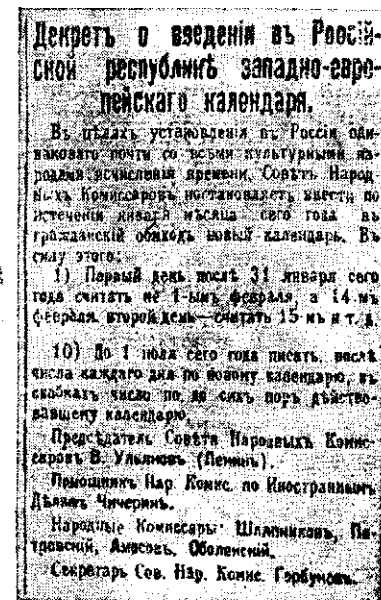 Декретъ о введеніи въ Россій-
ской республикѣ западно-евро-
пейскаго календаря.
Въ цѣляхъ установленія въ Россіи оди-
наковаго почти со всѣми культурными на-
родами исчисленія времени, Совѣтъ Народ-
ныхъ Комиссаровъ постановляетъ ввести по
истеченіи января мѣсяца сего года въ
гражданскій обиходъ новый календарь. Въ
силу этого:
1) Первый день послѣ 31 января сего
года считать не 1-ымъ февраля, а 14-мъ
февраля, второй день—считать 15-мъ и т. д.
10) До 1 іюля сего года писать, послѣ
числа каждаго дня по новому календарю, въ
скобкахъ число по до сихъ поръ дѣйство-
вавшему календарю.
Предсѣдатель Совѣта Народныхъ Комис-
саровъ В. Ульяновъ (Ленинъ).
Помощникъ Нар. Комис. по Иностраннымъ
Дѣламъ Чичеринъ.
Народные Комиссары: Шляпниковъ, Пе-
тровскій, Амосовъ, Оболенскій.
Секретарь Сов. Нар. Комис. Горбуновъ.